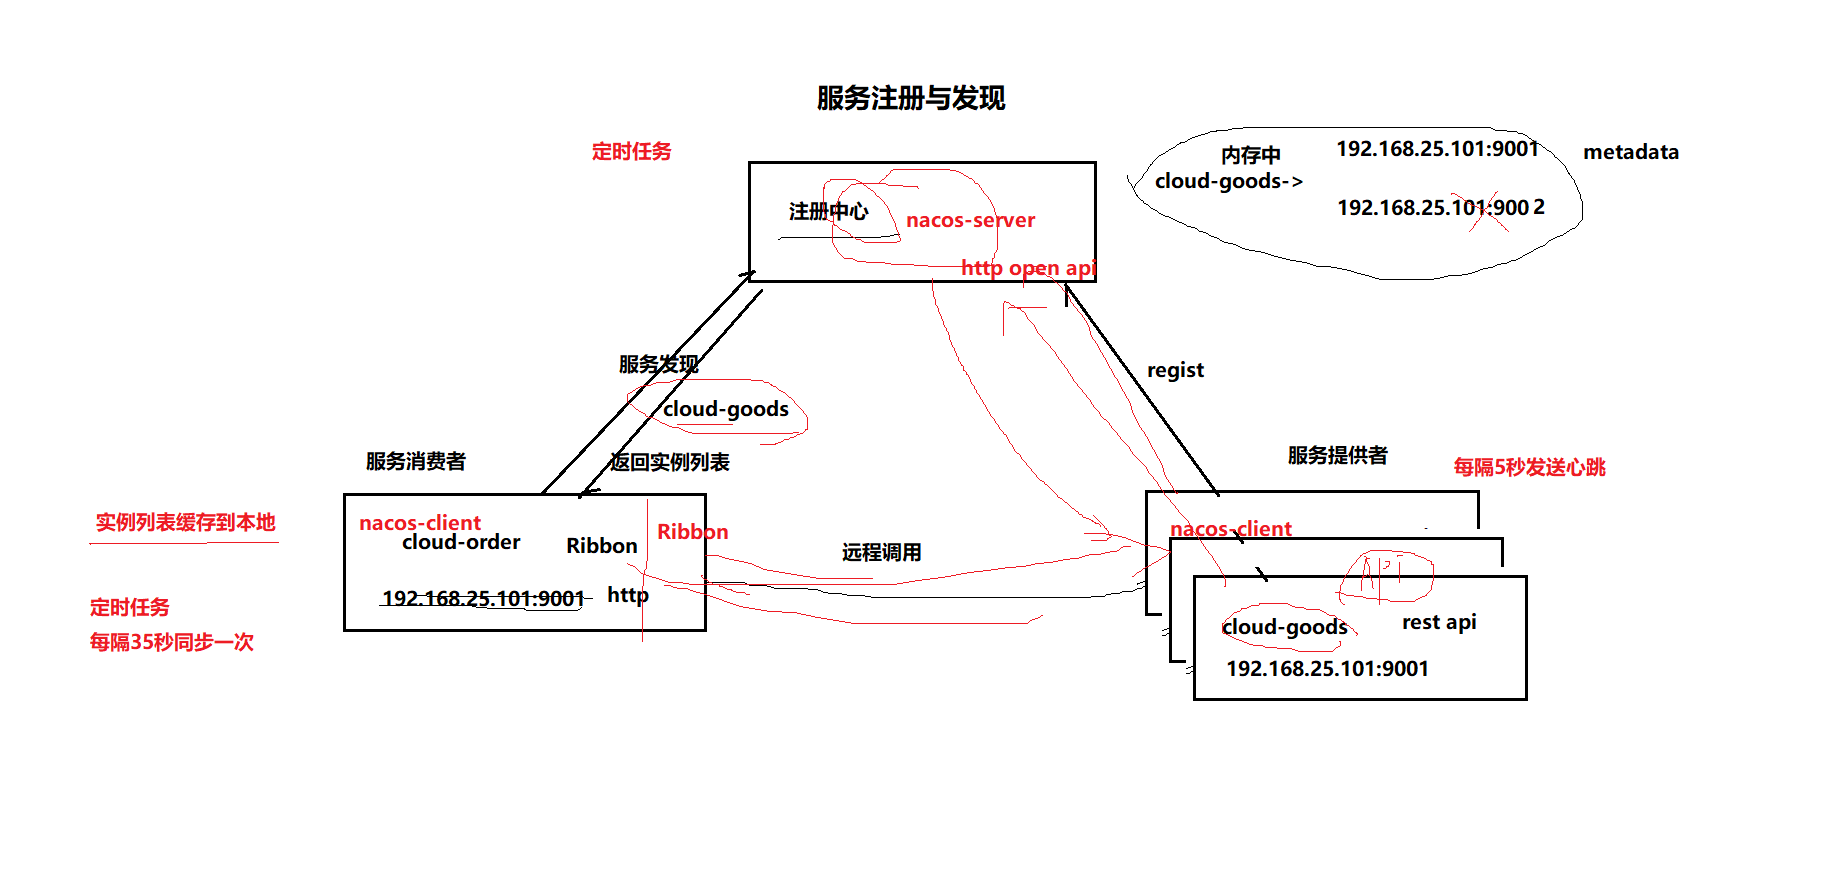 服务注册与发现
定时任务
内存中
cloud-goods->
192.168.25.101:9001
metadata
192.168.25.101:9002
注册中心
nacos-server
http open api
服务发现
cloud-goods
regist
服务消费者
返回实例列表
服务提供者
每隔5秒发送心跳
实例列表缓存到本地
nacos-client
cloud-order
Ribbon
Ribbon
192.168.25.101:9001
http
远程调用
nacos-client
API
cloud-goods
rest api
192.168.25.101:9001
定时任务
每隔35秒同步一次